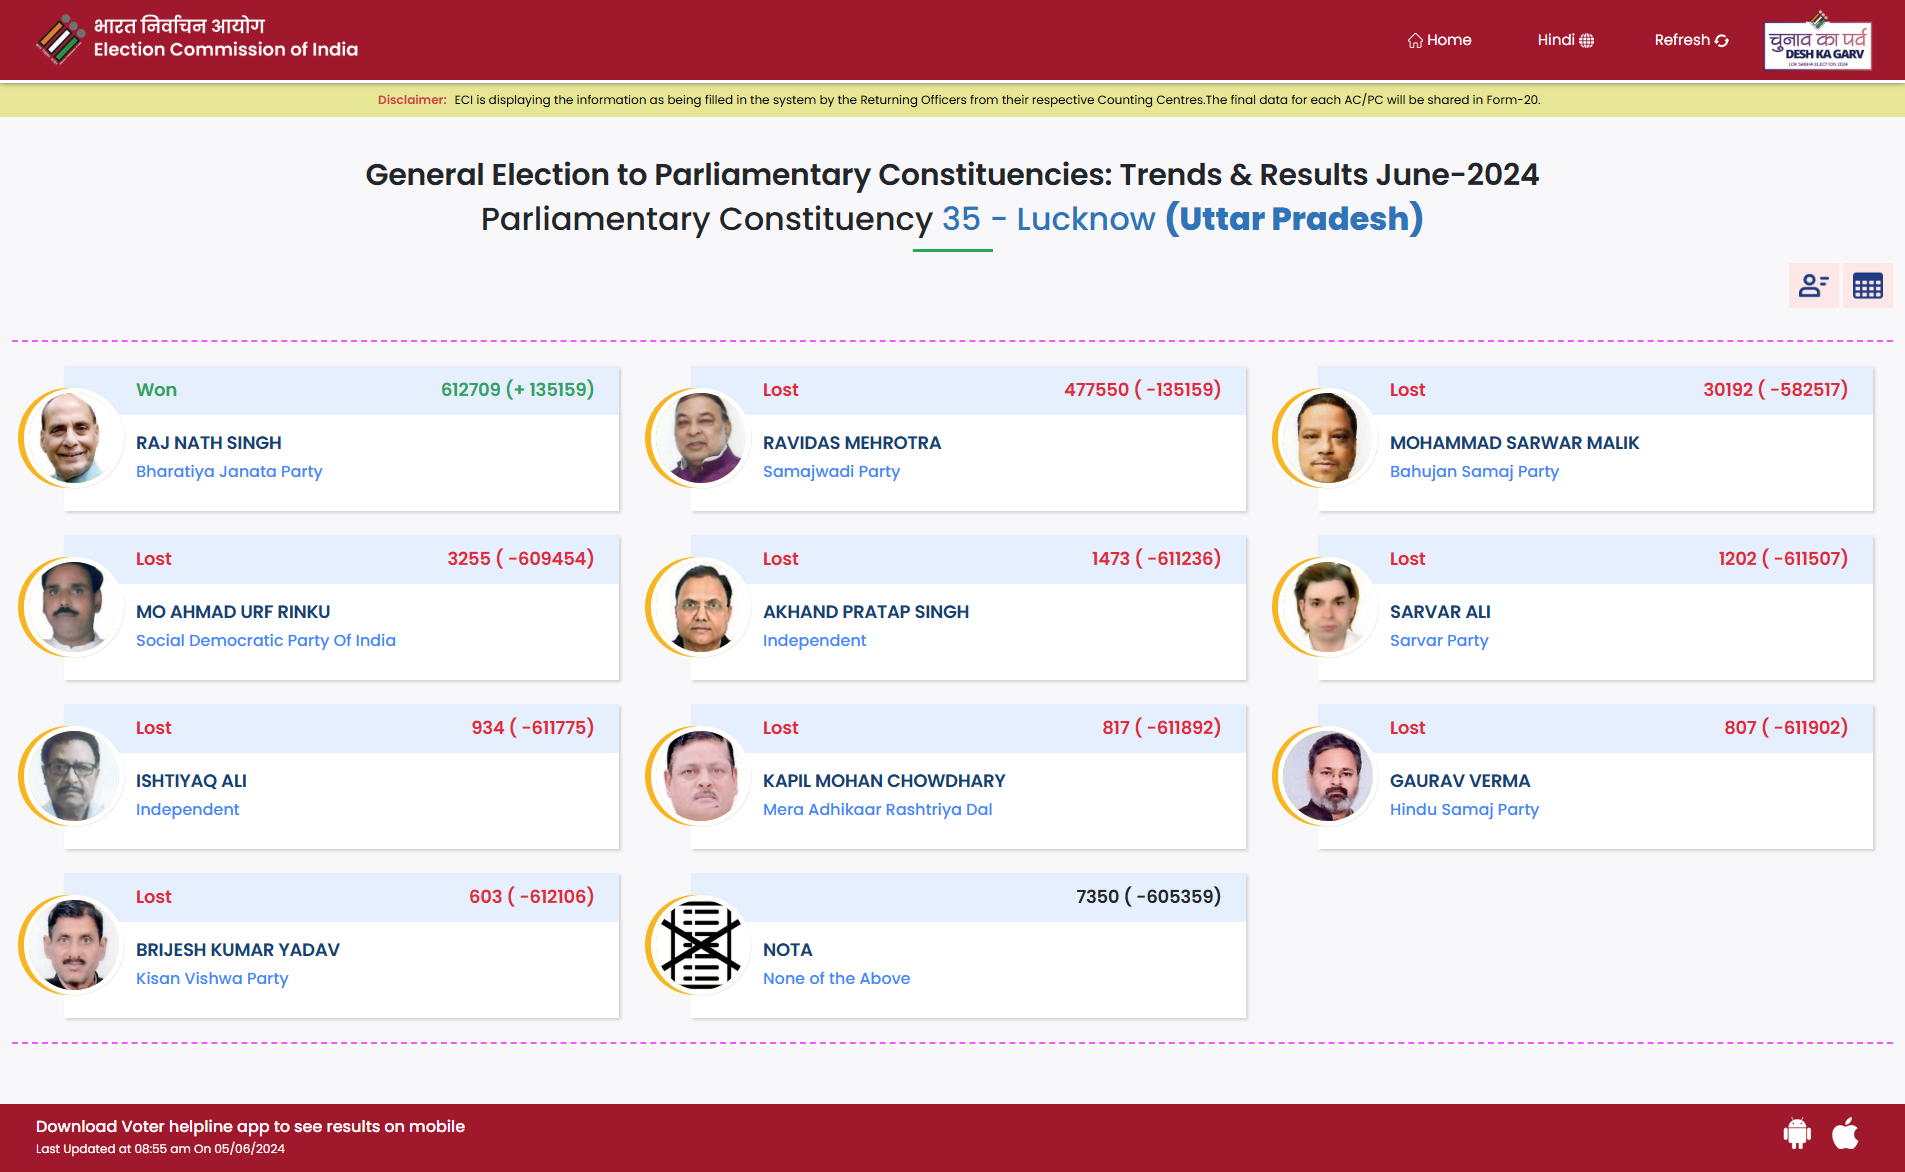 भारत निर्वाचन आयोग
Election Commission of India
Home
Hindi
Refresh
चुनाव का पर्व
DESH KA GARV
LOK SABHA ELECTION 2024
Disclaimer: ECI is displaying the information as being filled in the system by the Returning Officers from their respective Counting Centres.The final data for each AC/PC will be shared in Form-20.
General Election to Parliamentary Constituencies: Trends & Results June-2024
Parliamentary Constituency 35 - Lucknow (Uttar Pradesh)
Won 612709 (+ 135159)
RAJ NATH SINGH
Bharatiya Janata Party
Lost 477550 ( -135159)
RAVIDAS MEHROTRA
Samajwadi Party
Lost 30192 ( -582517)
MOHAMMAD SARWAR MALIK
Bahujan Samaj Party
Lost 3255 ( -609454)
MO AHMAD URF RINKU
Social Democratic Party Of India
Lost 1473 ( -611236)
AKHAND PRATAP SINGH
Independent
Lost 1202 ( -611507)
SARVAR ALI
Sarvar Party
Lost 934 ( -611775)
ISHTIYAQ ALI
Independent
Lost 817 ( -611892)
KAPIL MOHAN CHOWDHARY
Mera Adhikaar Rashtriya Dal
Lost 807 ( -611902)
GAURAV VERMA
Hindu Samaj Party
Lost 603 ( -612106)
BRIJESH KUMAR YADAV
Kisan Vishwa Party
7350 ( -605359)
NOTA
None of the Above
Download Voter helpline app to see results on mobile
Last Updated at 08:55 am On 05/06/2024